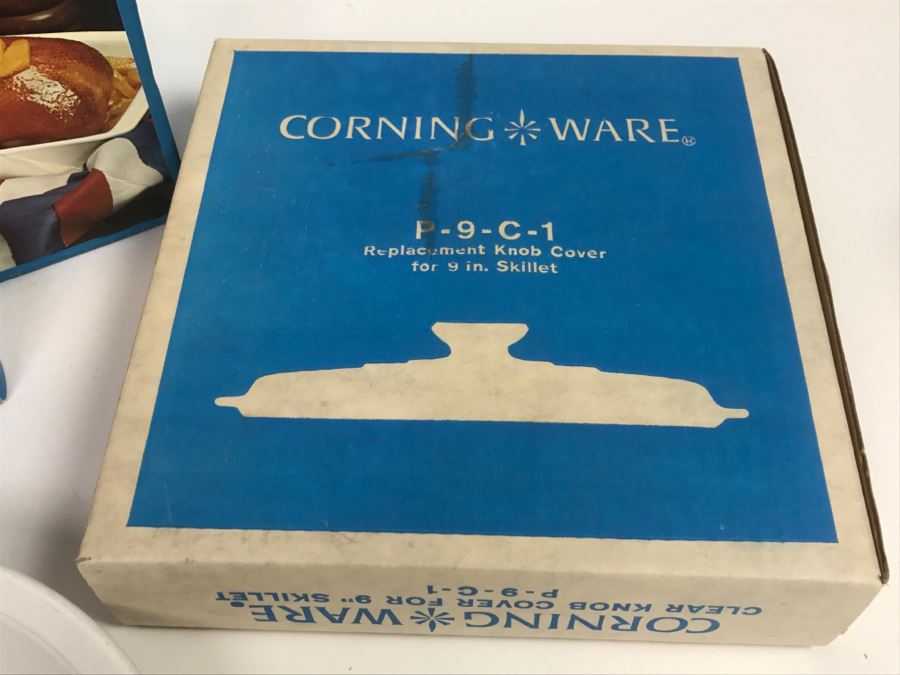 CORNING WARE®
P-9-C-1
Replacement Knob Cover
for 9 in. Skillet
CORNING WARE®
CLEAR KNOB COVER FOR 9" SKILLET
P-9-C-1